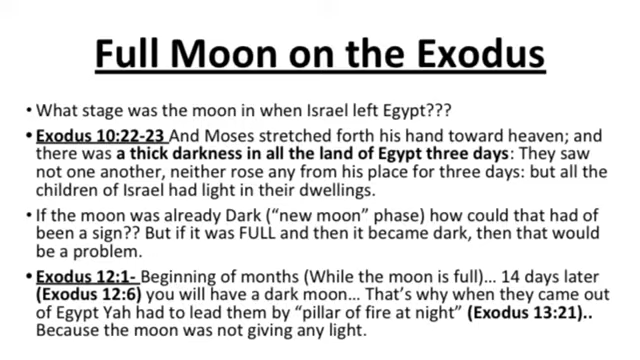 Full Moon on the Exodus
• What stage was the moon in when Israel left Egypt???
• Exodus 10:22-23 And Moses stretched forth his hand toward heaven; and
there was a thick darkness in all the land of Egypt three days: They saw
not one another, neither rose any from his place for three days: but all the
children of Israel had light in their dwellings.
• If the moon was already Dark (“new moon” phase) how could that had of
been a sign?? But if it was FULL and then it became dark, then that would
be a problem.
• Exodus 12:1- Beginning of months (While the moon is full)... 14 days later
(Exodus 12:6) you will have a dark moon... That’s why when they came out
of Egypt Yah had to lead them by “pillar of fire at night” (Exodus 13:21)..
Because the moon was not giving any light.